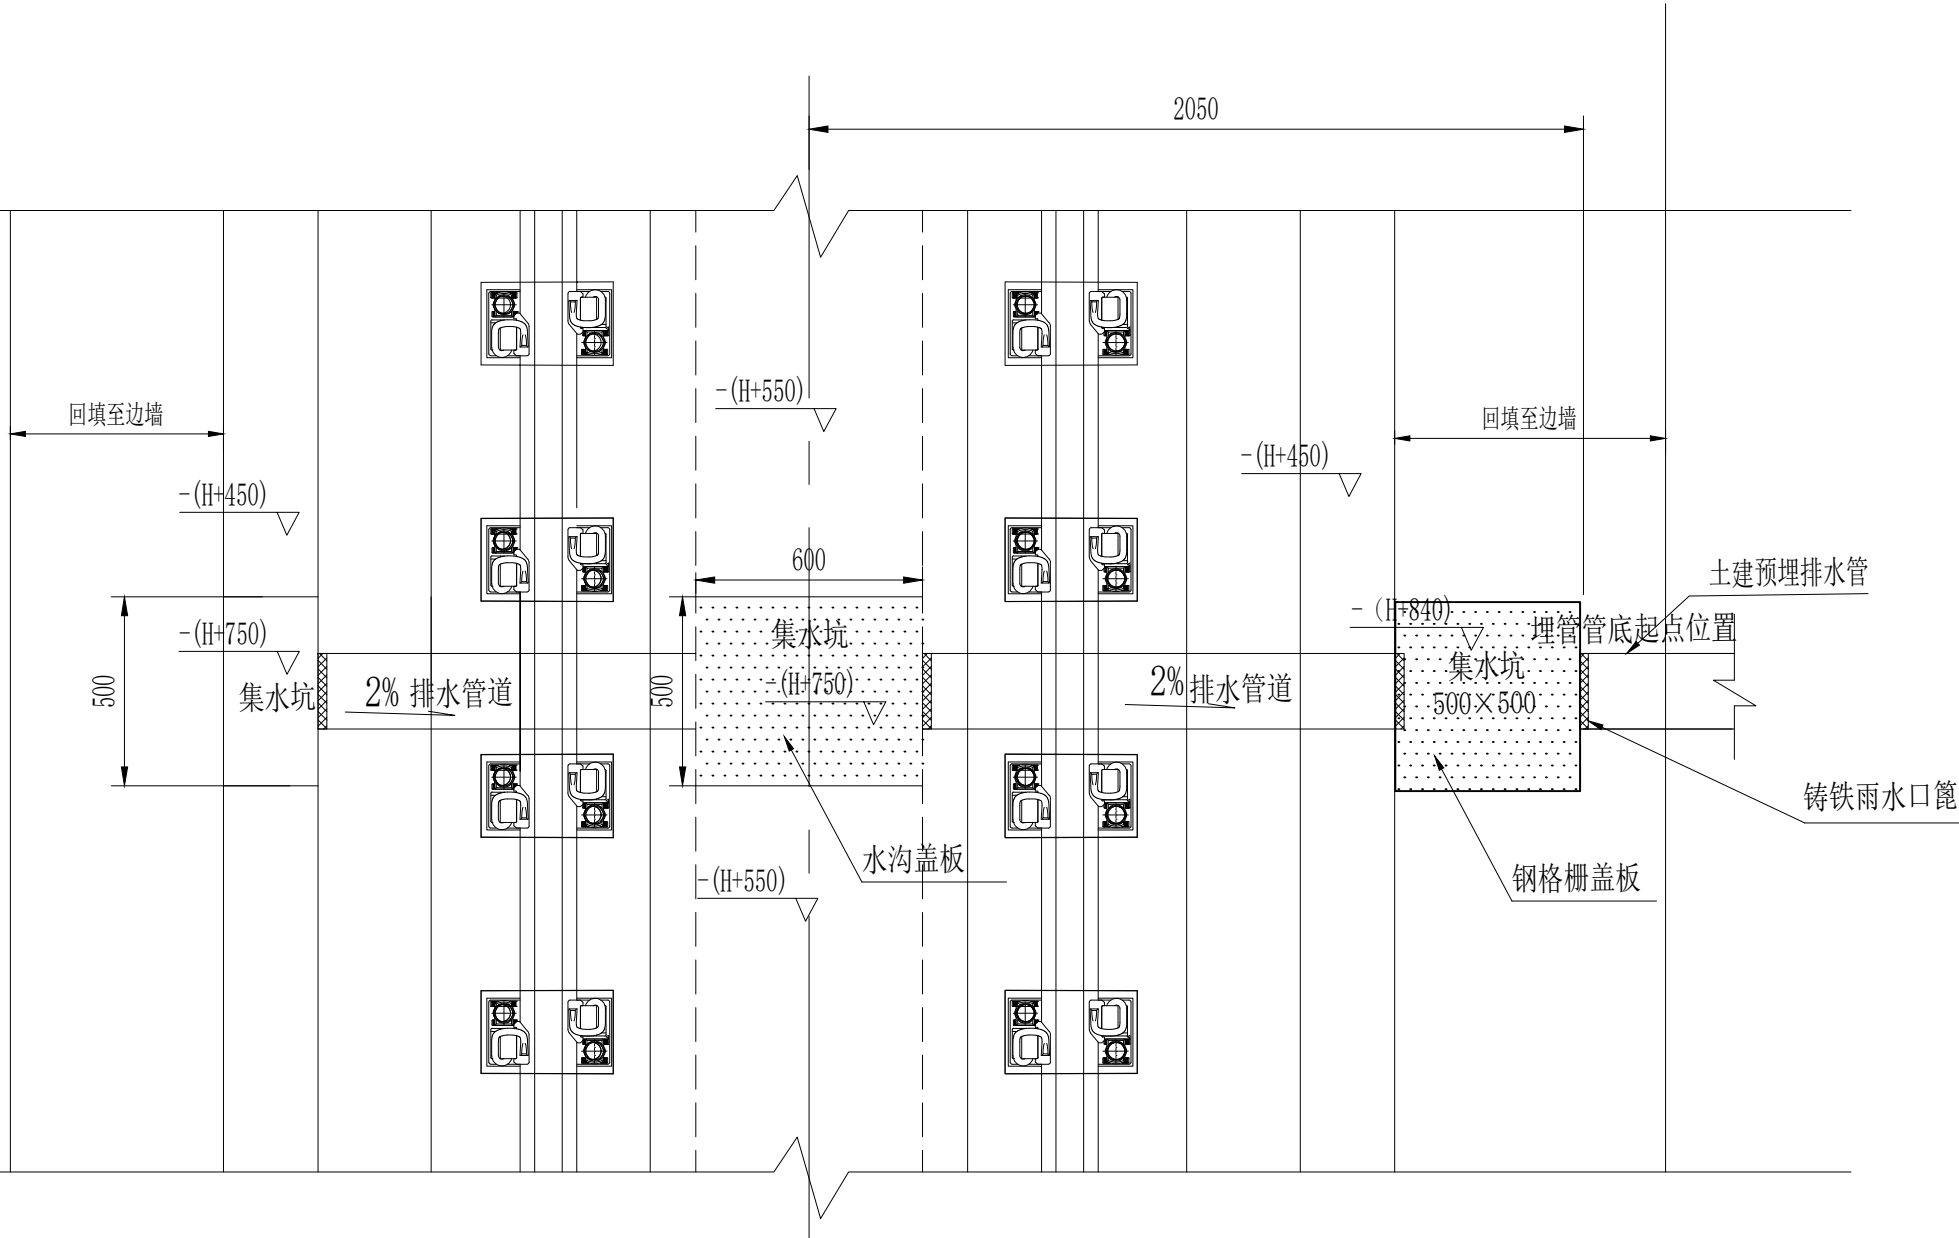 2050
-(H+550)
回填至边墙
回填至边墙
-(H+450)
-(H+450)
600
土建预埋排水管
-(H+840)
埋管管底起点位置
-(H+750)
集水坑
集水坑
500×500
500
集水坑
2% 排水管道
500
-(H+750)
2% 排水管道
铸铁雨水口篦
水沟盖板
-(H+550)
钢格栅盖板